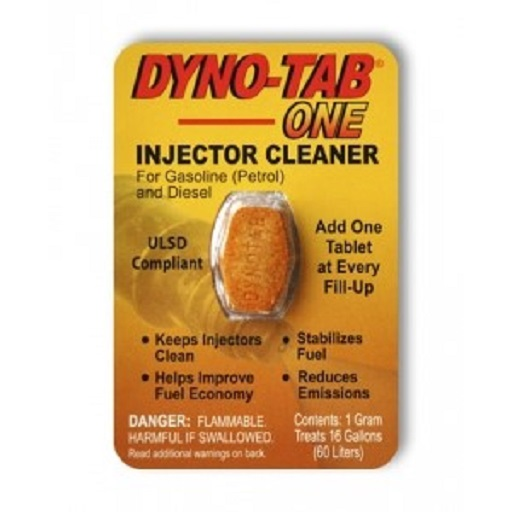 DYNO-TAB®
ONE
INJECTOR CLEANER
For Gasoline (Petrol)
and Diesel
ULSD
Compliant
DYNOTAB
Add One
Tablet
at Every
Fill-Up
• Keeps Injectors
Clean
• Helps Improve
Fuel Economy
• Stabilizes
Fuel
• Reduces
Emissions
DANGER: FLAMMABLE.
HARMFUL IF SWALLOWED.
Read additional warnings on back.
Contents: 1 Gram
Treats 16 Gallons
(60 Liters)